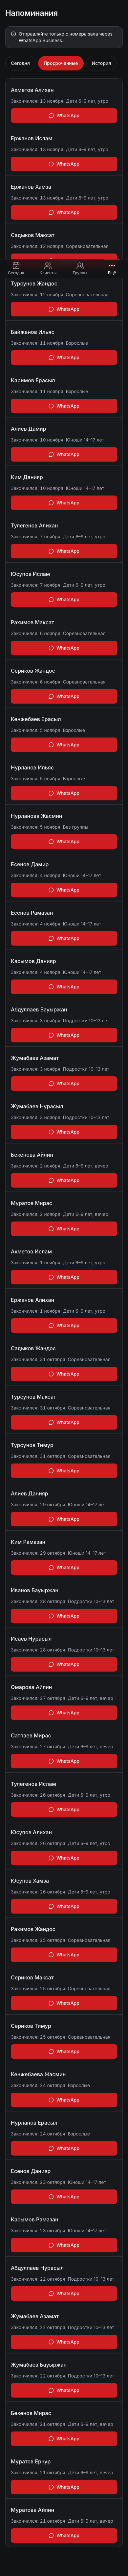 Напоминания
Отправляйте только с номера зала через
WhatsApp Business.
Сегодня Просроченные История
Ахметов Алихан
Закончился: 13 ноября Дети 6–9 лет, утро
WhatsApp
Ержанов Ислам
Закончился: 13 ноября Дети 6–9 лет, утро
WhatsApp
Ержанов Хамза
Закончился: 13 ноября Дети 6–9 лет, утро
WhatsApp
Садыков Максат
Закончился: 12 ноября Соревновательная
Сегодня Клиенты Группы Ещё
Турсунов Жандос
Закончился: 12 ноября Соревновательная
WhatsApp
Байжанов Ильяс
Закончился: 11 ноября Взрослые
WhatsApp
Каримов Ерасыл
Закончился: 11 ноября Взрослые
WhatsApp
Алиев Дамир
Закончился: 10 ноября Юноши 14–17 лет
WhatsApp
Ким Данияр
Закончился: 10 ноября Юноши 14–17 лет
WhatsApp
Тулегенов Алихан
Закончился: 7 ноября Дети 6–9 лет, утро
WhatsApp
Юсупов Ислам
Закончился: 7 ноября Дети 6–9 лет, утро
WhatsApp
Рахимов Максат
Закончился: 6 ноября Соревновательная
WhatsApp
Сериков Жандос
Закончился: 6 ноября Соревновательная
WhatsApp
Кенжебаев Ерасыл
Закончился: 5 ноября Взрослые
WhatsApp
Нурланов Ильяс
Закончился: 5 ноября Взрослые
WhatsApp
Нурланова Жасмин
Закончился: 5 ноября Без группы
WhatsApp
Есенов Дамир
Закончился: 4 ноября Юноши 14–17 лет
WhatsApp
Есенов Рамазан
Закончился: 4 ноября Юноши 14–17 лет
WhatsApp
Касымов Данияр
Закончился: 4 ноября Юноши 14–17 лет
WhatsApp
Абдуллаев Бауыржан
Закончился: 3 ноября Подростки 10–13 лет
WhatsApp
Жумабаев Азамат
Закончился: 3 ноября Подростки 10–13 лет
WhatsApp
Жумабаев Нурасыл
Закончился: 3 ноября Подростки 10–13 лет
WhatsApp
Бекенова Айлин
Закончился: 2 ноября Дети 6–9 лет, вечер
WhatsApp
Муратов Мирас
Закончился: 2 ноября Дети 6–9 лет, вечер
WhatsApp
Ахметов Ислам
Закончился: 1 ноября Дети 6–9 лет, утро
WhatsApp
Ержанов Алихан
Закончился: 1 ноября Дети 6–9 лет, утро
WhatsApp
Садыков Жандос
Закончился: 31 октября Соревновательная
WhatsApp
Турсунов Максат
Закончился: 31 октября Соревновательная
WhatsApp
Турсунов Тимур
Закончился: 31 октября Соревновательная
WhatsApp
Алиев Данияр
Закончился: 29 октября Юноши 14–17 лет
WhatsApp
Ким Рамазан
Закончился: 29 октября Юноши 14–17 лет
WhatsApp
Иванов Бауыржан
Закончился: 28 октября Подростки 10–13 лет
WhatsApp
Исаев Нурасыл
Закончился: 28 октября Подростки 10–13 лет
WhatsApp
Омарова Айлин
Закончился: 27 октября Дети 6–9 лет, вечер
WhatsApp
Сатпаев Мирас
Закончился: 27 октября Дети 6–9 лет, вечер
WhatsApp
Тулегенов Ислам
Закончился: 26 октября Дети 6–9 лет, утро
WhatsApp
Юсупов Алихан
Закончился: 26 октября Дети 6–9 лет, утро
WhatsApp
Юсупов Хамза
Закончился: 26 октября Дети 6–9 лет, утро
WhatsApp
Рахимов Жандос
Закончился: 25 октября Соревновательная
WhatsApp
Сериков Максат
Закончился: 25 октября Соревновательная
WhatsApp
Сериков Тимур
Закончился: 25 октября Соревновательная
WhatsApp
Кенжебаева Жасмин
Закончился: 24 октября Взрослые
WhatsApp
Нурланов Ерасыл
Закончился: 24 октября Взрослые
WhatsApp
Есенов Данияр
Закончился: 23 октября Юноши 14–17 лет
WhatsApp
Касымов Рамазан
Закончился: 23 октября Юноши 14–17 лет
WhatsApp
Абдуллаев Нурасыл
Закончился: 22 октября Подростки 10–13 лет
WhatsApp
Жумабаев Азамат
Закончился: 22 октября Подростки 10–13 лет
WhatsApp
Жумабаев Бауыржан
Закончился: 22 октября Подростки 10–13 лет
WhatsApp
Бекенов Мирас
Закончился: 21 октября Дети 6–9 лет, вечер
WhatsApp
Муратов Ернур
Закончился: 21 октября Дети 6–9 лет, вечер
WhatsApp
Муратова Айлин
Закончился: 21 октября Дети 6–9 лет, вечер
WhatsApp